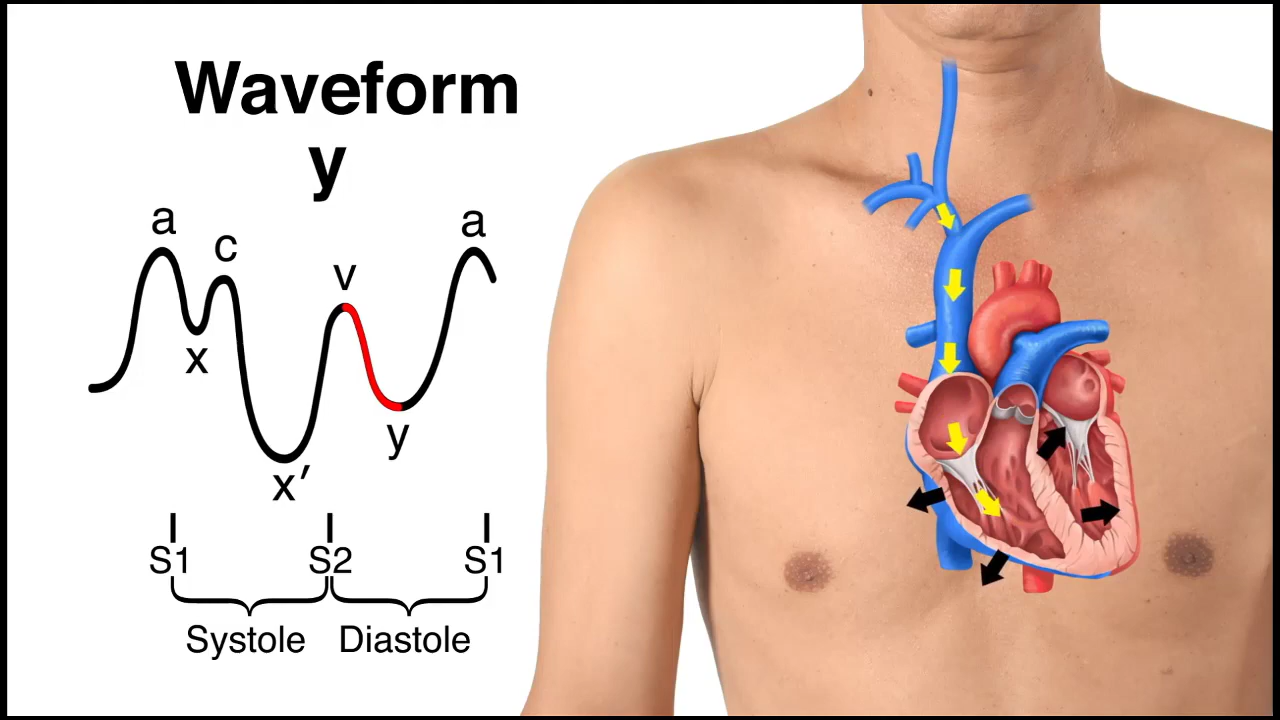 Waveform
y
a
a
c
v
x
y
x′
S1 S2 S1
Systole Diastole